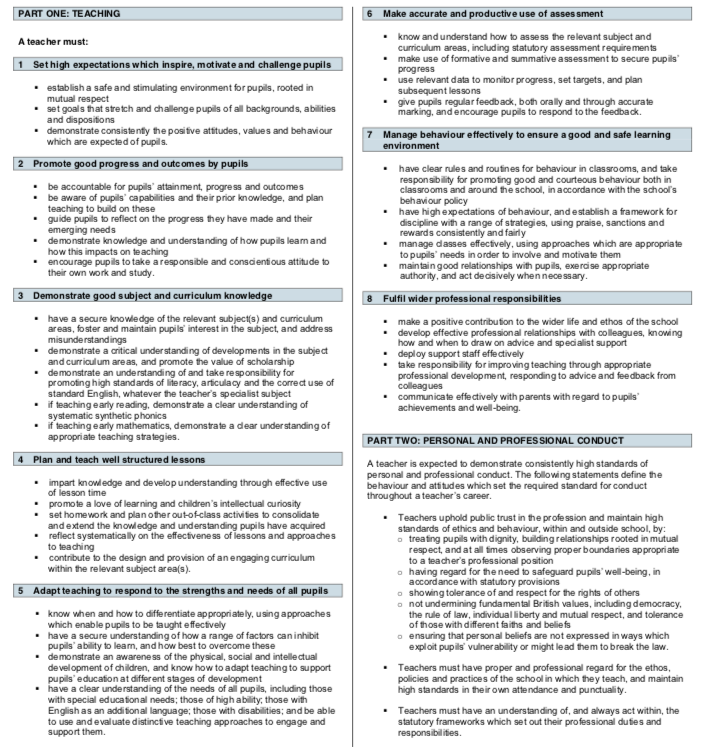 PART ONE: TEACHING
A teacher must:
1 Set high expectations which inspire, motivate and challenge pupils
▪ establish a safe and stimulating environment for pupils, rooted in
mutual respect
▪ set goals that stretch and challenge pupils of all backgrounds, abilities
and dispositions
▪ demonstrate consistently the positive attitudes, values and behaviour
which are expected of pupils.
2 Promote good progress and outcomes by pupils
▪ be accountable for pupils' attainment, progress and outcomes
▪ be aware of pupils' capabilities and their prior knowledge, and plan
teaching to build on these
▪ guide pupils to reflect on the progress they have made and their
emerging needs
▪ demonstrate knowledge and understanding of how pupils learn and
how this impacts on teaching
▪ encourage pupils to take a responsible and conscientious attitude to
their own work and study.
3 Demonstrate good subject and curriculum knowledge
▪ have a secure knowledge of the relevant subject(s) and curriculum
areas, foster and maintain pupils' interest in the subject, and address
misunderstandings
▪ demonstrate a critical understanding of developments in the subject
and curriculum areas, and promote the value of scholarship
▪ demonstrate an understanding of and take responsibility for
promoting high standards of literacy, articulacy and the correct use of
standard English, whatever the teacher's specialist subject
▪ if teaching early reading, demonstrate a clear understanding of
systematic synthetic phonics
▪ if teaching early mathematics, demonstrate a clear understanding of
appropriate teaching strategies.
4 Plan and teach well structured lessons
▪ impart knowledge and develop understanding through effective use
of lesson time
▪ promote a love of learning and children's intellectual curiosity
▪ set homework and plan other out-of-class activities to consolidate
and extend the knowledge and understanding pupils have acquired
▪ reflect systematically on the effectiveness of lessons and approaches
to teaching
▪ contribute to the design and provision of an engaging curriculum
within the relevant subject area(s).
5 Adapt teaching to respond to the strengths and needs of all pupils
▪ know when and how to differentiate appropriately, using approaches
which enable pupils to be taught effectively
▪ have a secure understanding of how a range of factors can inhibit
pupils' ability to learn, and how best to overcome these
▪ demonstrate an awareness of the physical, social and intellectual
development of children, and know how to adapt teaching to support
pupils' education at different stages of development
▪ have a clear understanding of the needs of all pupils, including those
with special educational needs; those of high ability; those with
English as an additional language; those with disabilities; and be able
to use and evaluate distinctive teaching approaches to engage and
support them.
6 Make accurate and productive use of assessment
▪ know and understand how to assess the relevant subject and
curriculum areas, including statutory assessment requirements
▪ make use of formative and summative assessment to secure pupils'
progress
▪ use relevant data to monitor progress, set targets, and plan
subsequent lessons
▪ give pupils regular feedback, both orally and through accurate
marking, and encourage pupils to respond to the feedback.
7 Manage behaviour effectively to ensure a good and safe learning
environment
▪ have clear rules and routines for behaviour in classrooms, and take
responsibility for promoting good and courteous behaviour both in
classrooms and around the school, in accordance with the school's
behaviour policy
▪ have high expectations of behaviour, and establish a framework for
discipline with a range of strategies, using praise, sanctions and
rewards consistently and fairly
▪ manage classes effectively, using approaches which are appropriate
to pupils' needs in order to involve and motivate them
▪ maintain good relationships with pupils, exercise appropriate
authority, and act decisively when necessary.
8 Fulfil wider professional responsibilities
▪ make a positive contribution to the wider life and ethos of the school
▪ develop effective professional relationships with colleagues, knowing
how and when to draw on advice and specialist support
▪ deploy support staff effectively
▪ take responsibility for improving teaching through appropriate
professional development, responding to advice and feedback from
colleagues
▪ communicate effectively with parents with regard to pupils'
achievements and well-being.
PART TWO: PERSONAL AND PROFESSIONAL CONDUCT
A teacher is expected to demonstrate consistently high standards of
personal and professional conduct. The following statements define the
behaviour and attitudes which set the required standard for conduct
throughout a teacher's career.
▪ Teachers uphold public trust in the profession and maintain high
standards of ethics and behaviour, within and outside school, by:
o treating pupils with dignity, building relationships rooted in mutual
respect, and at all times observing proper boundaries appropriate
to a teacher's professional position
o having regard for the need to safeguard pupils' well-being, in
accordance with statutory provisions
o showing tolerance of and respect for the rights of others
o not undermining fundamental British values, including democracy,
the rule of law, individual liberty and mutual respect, and tolerance
of those with different faiths and beliefs
o ensuring that personal beliefs are not expressed in ways which
exploit pupils' vulnerability or might lead them to break the law.
▪ Teachers must have proper and professional regard for the ethos,
policies and practices of the school in which they teach, and maintain
high standards in their own attendance and punctuality.
▪ Teachers must have an understanding of, and always act within, the
statutory frameworks which set out their professional duties and
responsibilities.